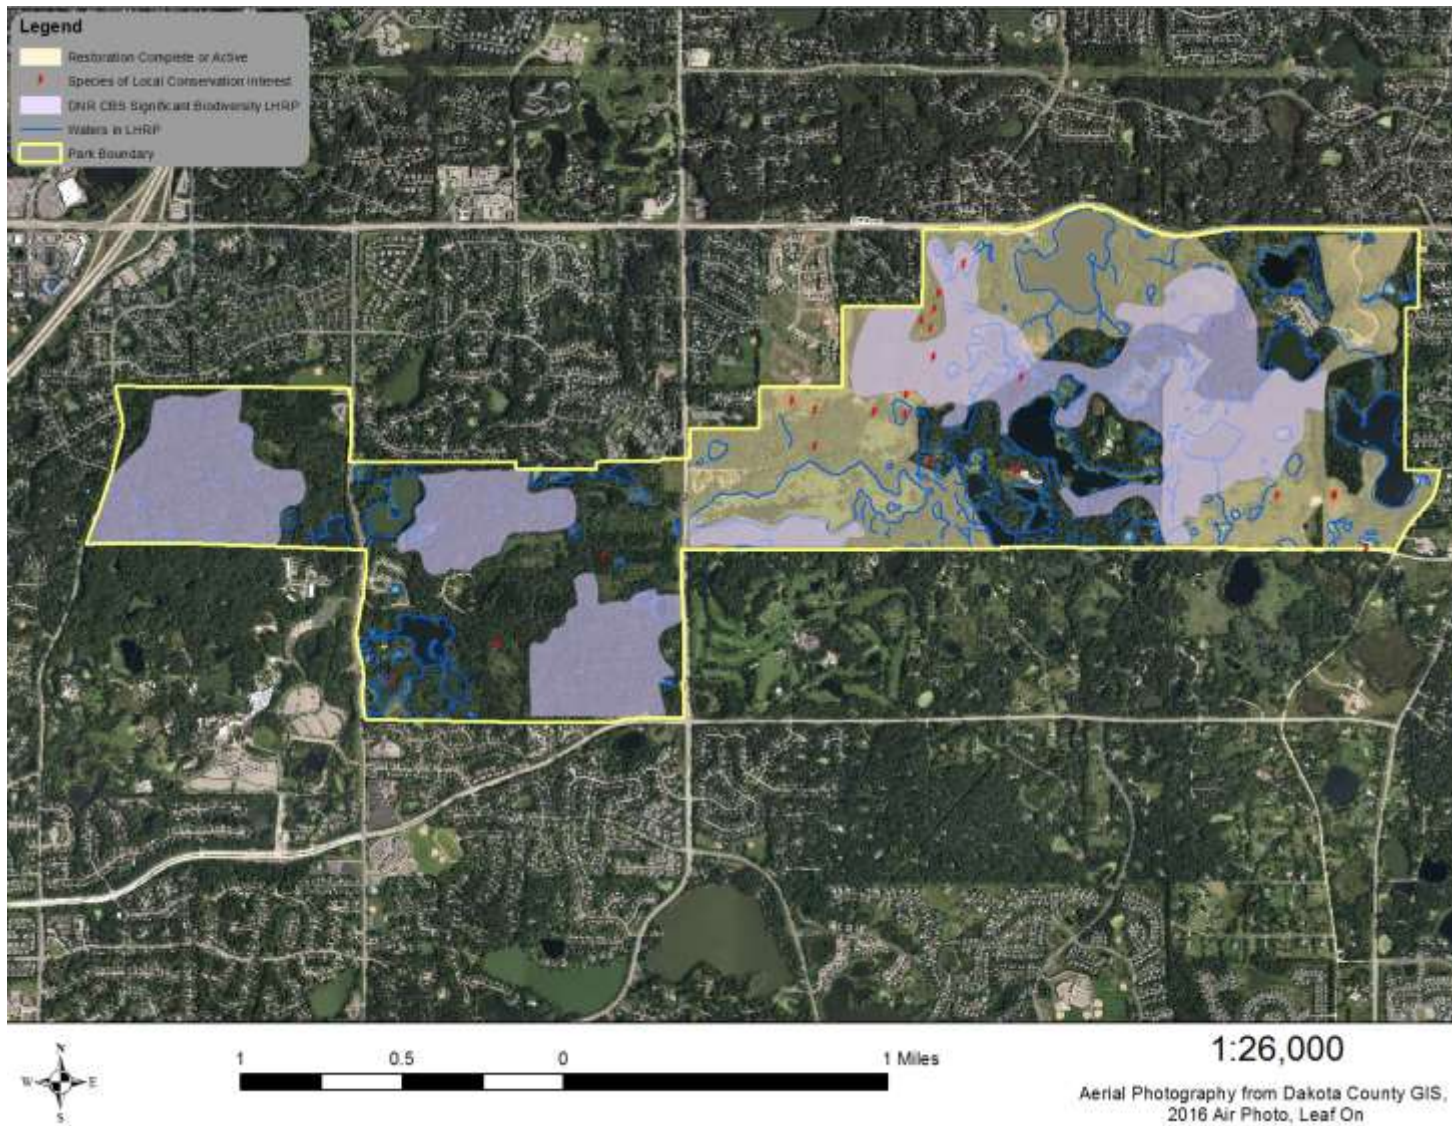 Legend
Restoration Complete or Active
Species of Local Conservation Interest
DNR CBS Significant Biodversity LHRP
Waters in LHRP
Park Boundary
N
W E
S
1 0.5 0 1 Miles
1:26,000
Aerial Photography from Dakota County GIS,
2016 Air Photo, Leaf On